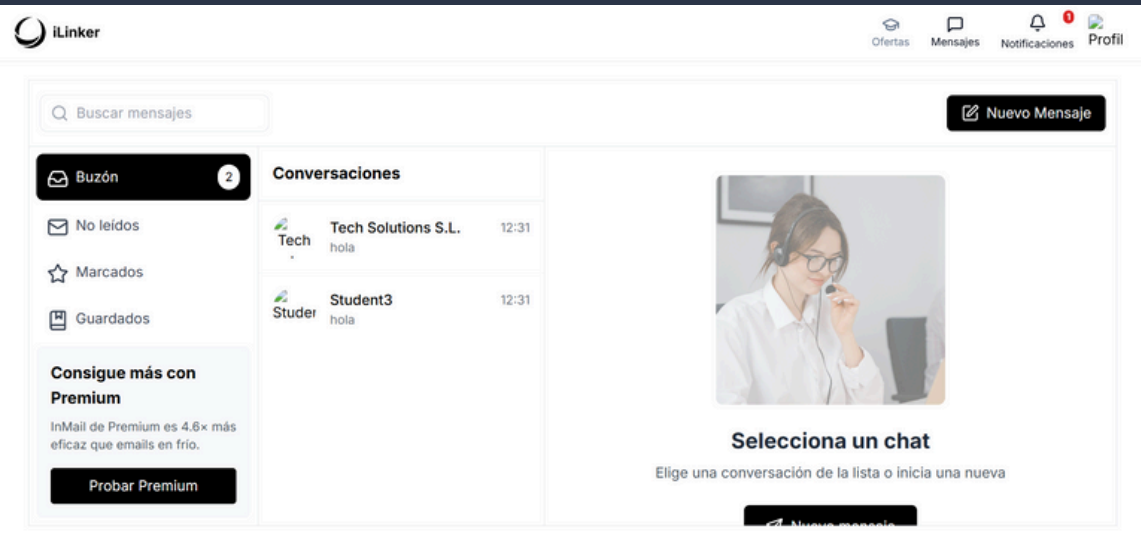 iLinker
Ofertas
Mensajes
Notificaciones
1
Profil
Buscar mensajes
Nuevo Mensaje
Buzón
2
No leídos
Marcados
Guardados
Consigue más con
Premium
InMail de Premium es 4.6× más
eficaz que emails en frío.
Probar Premium
Conversaciones
Tech
Tech Solutions S.L.
12:31
hola
Studer
Student3
12:31
hola
Selecciona un chat
Elige una conversación de la lista o inicia una nueva
Nuevo mensaje